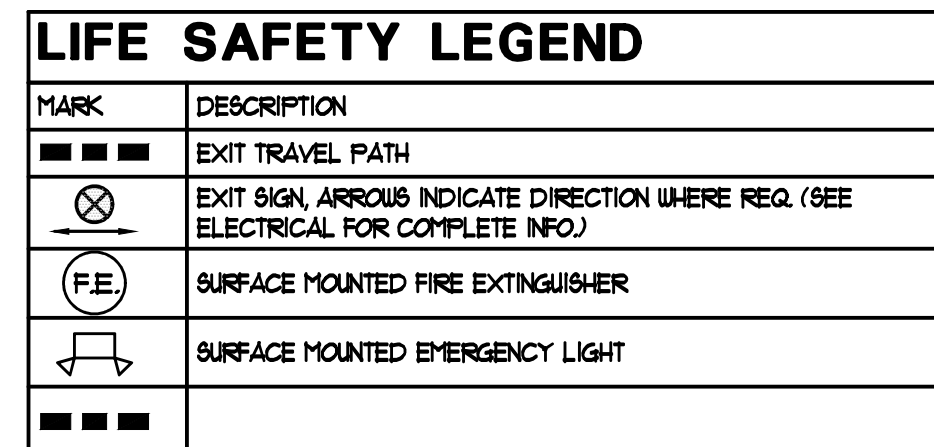 LIFE SAFETY LEGEND
MARK DESCRIPTION
EXIT TRAVEL PATH
EXIT SIGN, ARROWS INDICATE DIRECTION WHERE REQ. (SEE
ELECTRICAL FOR COMPLETE INFO.)
F.E. SURFACE MOUNTED FIRE EXTINGUISHER
SURFACE MOUNTED EMERGENCY LIGHT